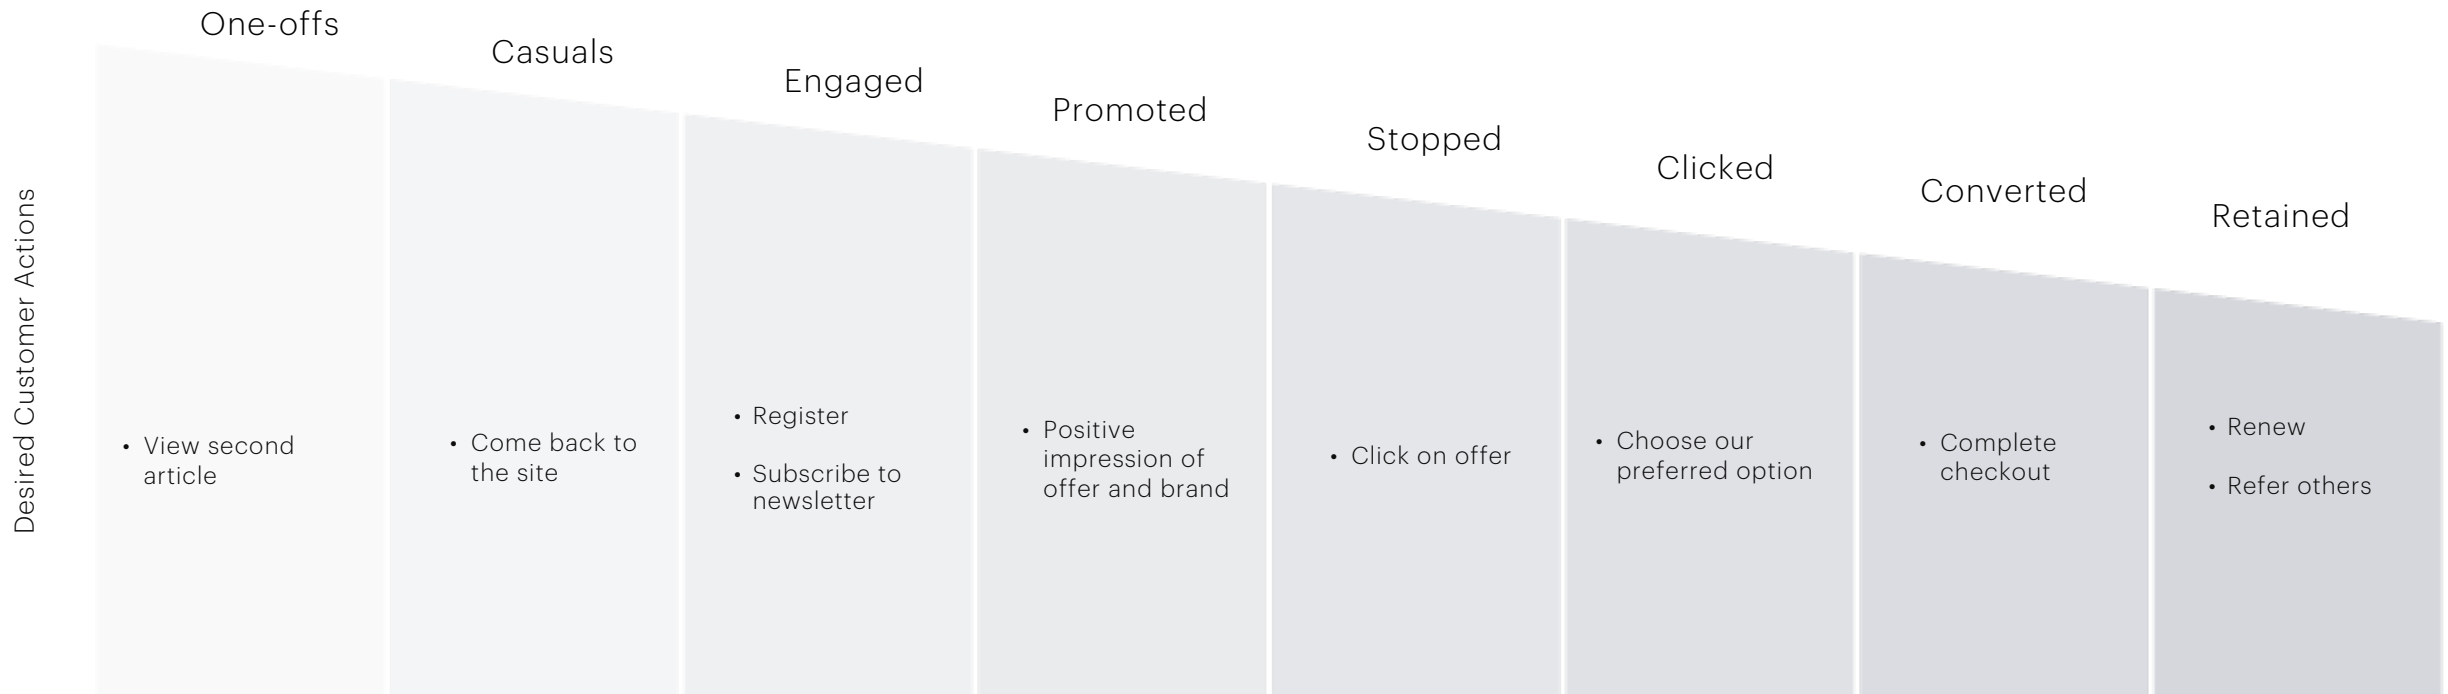 One-offs
Casuals
Engaged
Promoted
Stopped
Clicked
Converted
Retained
Desired Customer Actions
• View second
article
• Come back to
the site
• Register
• Subscribe to
newsletter
• Positive
impression of
offer and brand
• Click on offer
• Choose our
preferred option
• Complete
checkout
• Renew
• Refer others